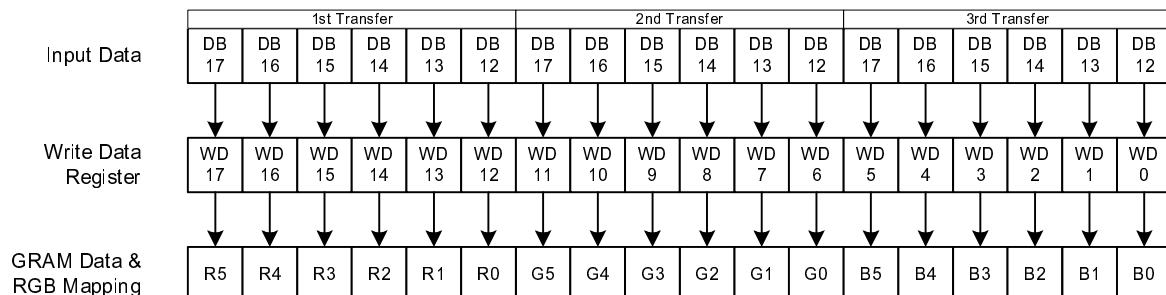 1st Transfer 2nd Transfer 3rd Transfer
Input Data DB 17 DB 16 DB 15 DB 14 DB 13 DB 12 DB 17 DB 16 DB 15 DB 14 DB 13 DB 12 DB 17 DB 16 DB 15 DB 14 DB 13 DB 12
Write Data Register WD 17 WD 16 WD 15 WD 14 WD 13 WD 12 WD 11 WD 10 WD 9 WD 8 WD 7 WD 6 WD 5 WD 4 WD 3 WD 2 WD 1 WD 0
GRAM Data & RGB Mapping R5 R4 R3 R2 R1 R0 G5 G4 G3 G2 G1 G0 B5 B4 B3 B2 B1 B0